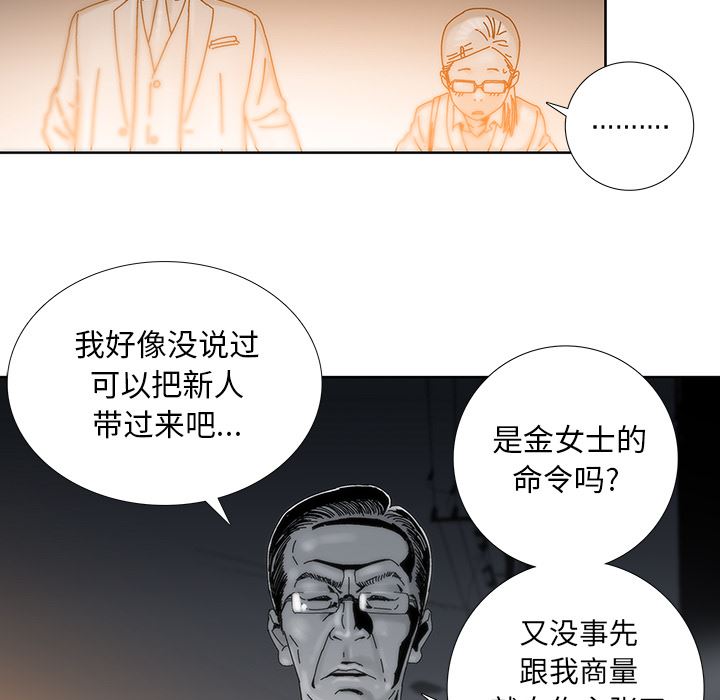 ..........
我好像没说过
可以把新人
带过来吧...
是金女士的
命令吗?
又没事先
跟我商量